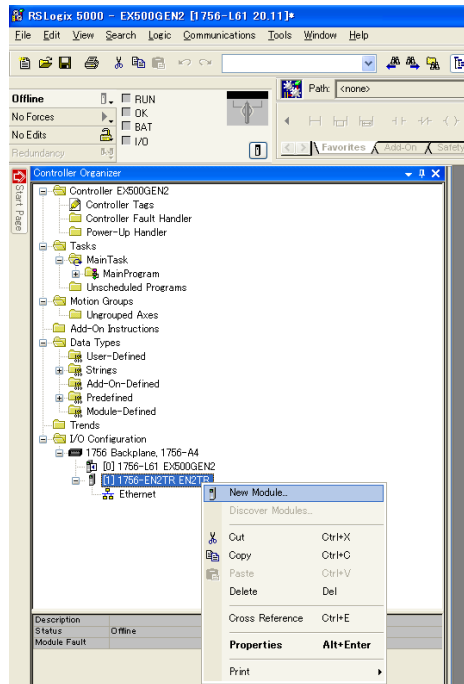 RSLogix 5000 - EX500GEN2 [1756-L61 20.11]*
File Edit View Search Logic Communications Tools Window Help
Path: <none>
Offline
RUN
No Forces
OK
BAT
No Edits
I/O
Redundancy
Favorites Add-On Safety
Start Page
Controller Organizer
Controller EX500GEN2
Controller Tags
Controller Fault Handler
Power-Up Handler
Tasks
MainTask
MainProgram
Unscheduled Programs
Motion Groups
Ungrouped Axes
Add-On Instructions
Data Types
User-Defined
Strings
Add-On-Defined
Predefined
Module-Defined
Trends
I/O Configuration
1756 Backplane, 1756-A4
[0] 1756-L61 EX500GEN2
[1] 1756-EN2TR EN2TR
Ethernet
New Module...
Discover Modules...
Cut Ctrl+X
Copy Ctrl+C
Paste Ctrl+V
Delete Del
Cross Reference Ctrl+E
Properties Alt+Enter
Print
Description
Status Offline
Module Fault